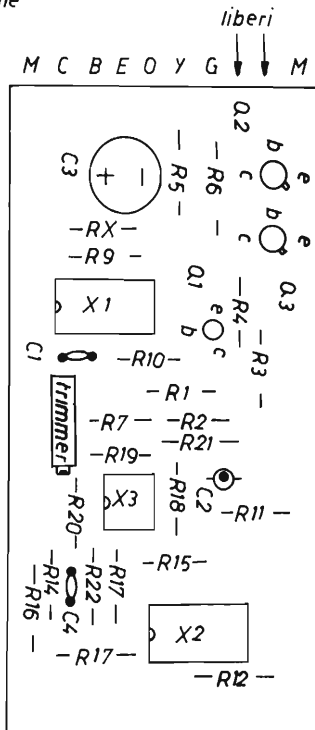 ne
liberi
M C B E O Y G M
Q2
b
e
c
C3
+ -
R5
R6
b
e
c
-RX-
-R9-
Q1
R4
Q3
X1
e
b
c
R3
C1
-R10-
trimmer
-R1-
-R7- -R2-
-R21-
-R19-
R20
X3
R18
C2
-R11-
R14
R16
C4
R22
R17
-R15-
X2
-R17-
-R12-